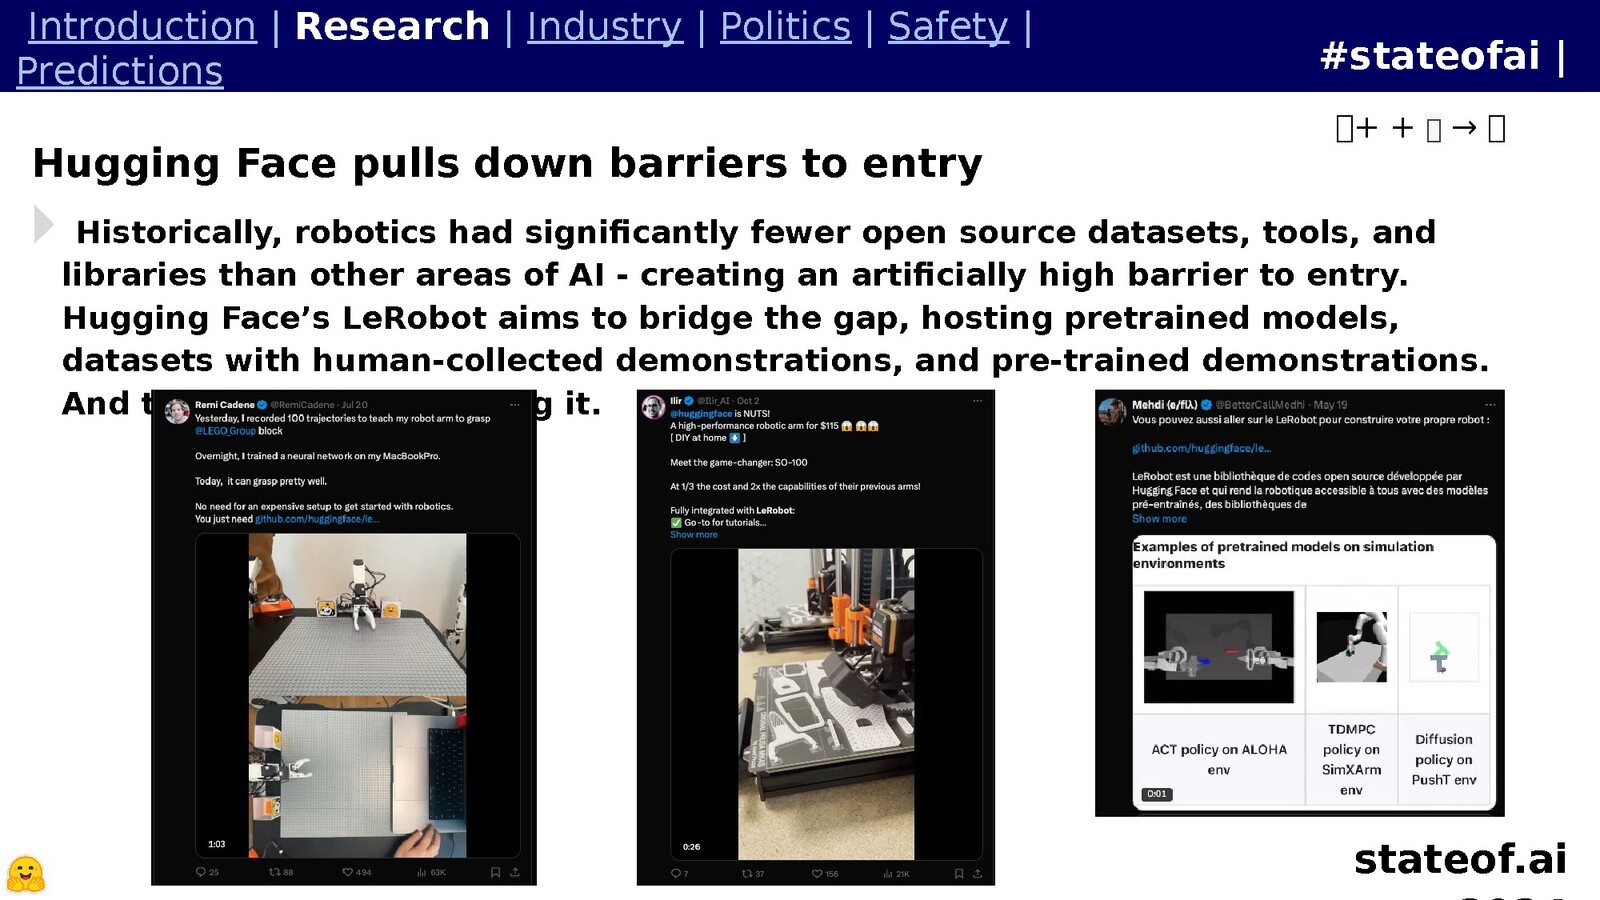 Introduction | Research | Industry | Politics | Safety |
Predictions
#stateofai |
+ + →
Hugging Face pulls down barriers to entry
Historically, robotics had significantly fewer open source datasets, tools, and
libraries than other areas of AI - creating an artificially high barrier to entry.
Hugging Face’s LeRobot aims to bridge the gap, hosting pretrained models,
datasets with human-collected demonstrations, and pre-trained demonstrations.
And it.
Remi Cadene @RemiCadene · Jul 20
Yesterday, I recorded 100 trajectories to teach my robot arm to grasp
@LEGO_Group block
Overnight, I trained a neural network on my MacBookPro.
Today, it can grasp pretty well.
No need for an expensive setup to get started with robotics.
You just need github.com/huggingface/le...
1:03
25 88 494 63K
Ilir @Ilir_AI · Oct 2
@huggingface is NUTS!
A high-performance robotic arm for $115 😱 😱😱
[ DIY at home ⬇️ ]
Meet the game-changer: SO-100
At 1/3 the cost and 2x the capabilities of their previous arms!
Fully integrated with LeRobot:
✅ Go-to for tutorials...
Show more
0:26
7 37 156 21K
Mehdi (e/flλ) @BetterCallMedhi · May 19
Vous pouvez aussi aller sur le LeRobot pour construire votre propre robot :
github.com/huggingface/le...
LeRobot est une bibliothèque de codes open source développée par
Hugging Face et qui rend la robotique accessible à tous avec des modèles
pré-entraînés, des bibliothèques de
Show more
Examples of pretrained models on simulation
environments
ACT policy on ALOHA
env
TDMPC
policy on
SimXArm
env
Diffusion
policy on
PushT env
0:01
stateof.ai